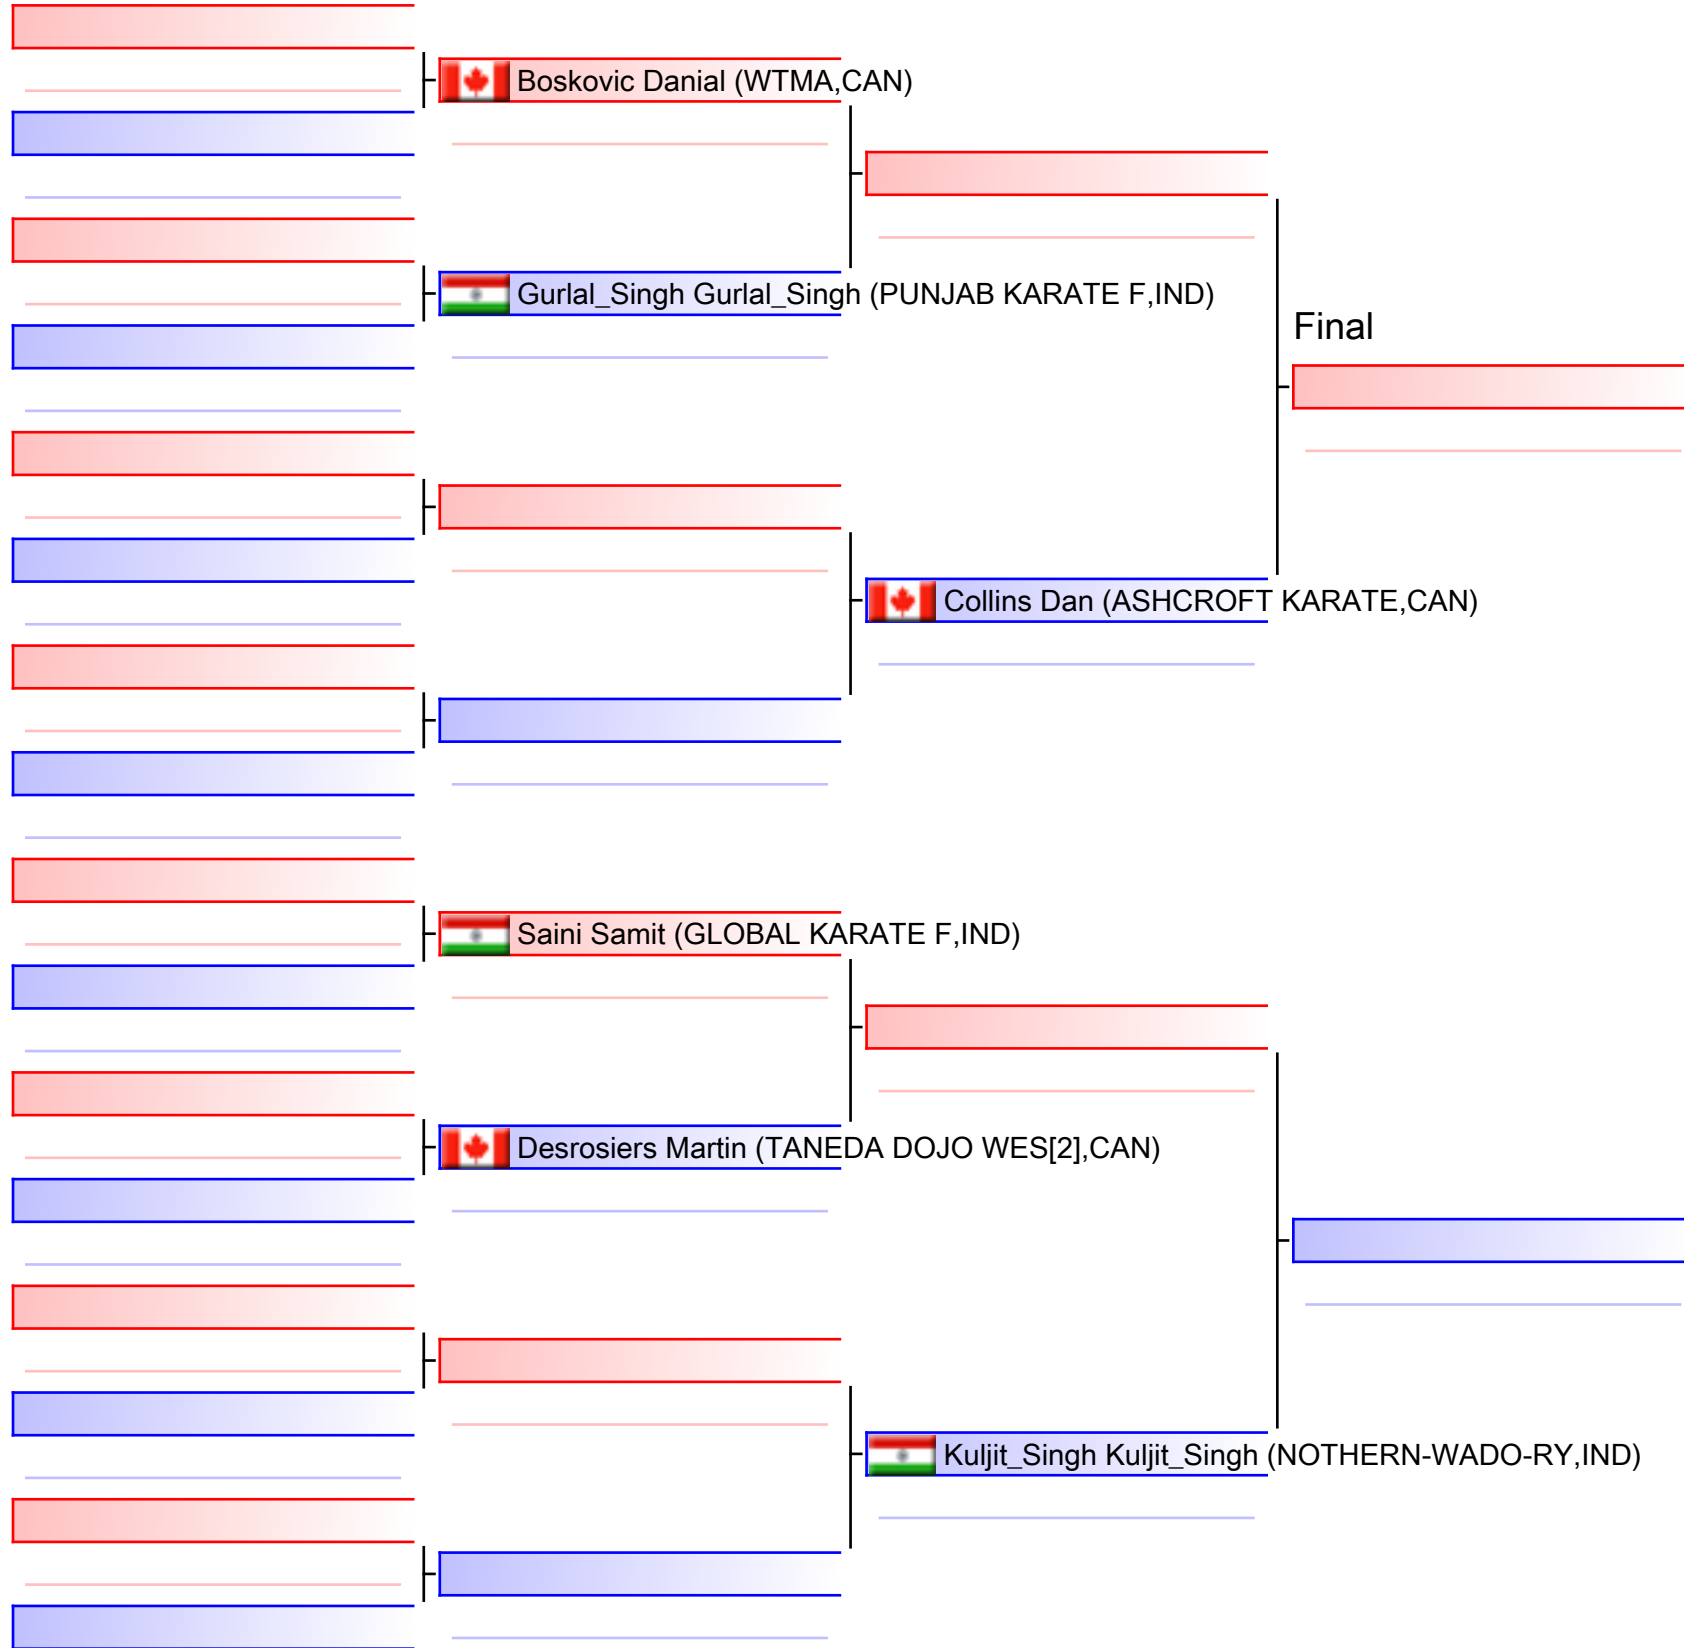 Boskovic Danial (WTMA,CAN)
Gurlal_Singh Gurlal_Singh (PUNJAB KARATE F,IND)
Final
Collins Dan (ASHCROFT KARATE,CAN)
Saini Samit (GLOBAL KARATE F,IND)
Desrosiers Martin (TANEDA DOJO WES[2],CAN)
Kuljit_Singh Kuljit_Singh (NOTHERN-WADO-RY,IND)